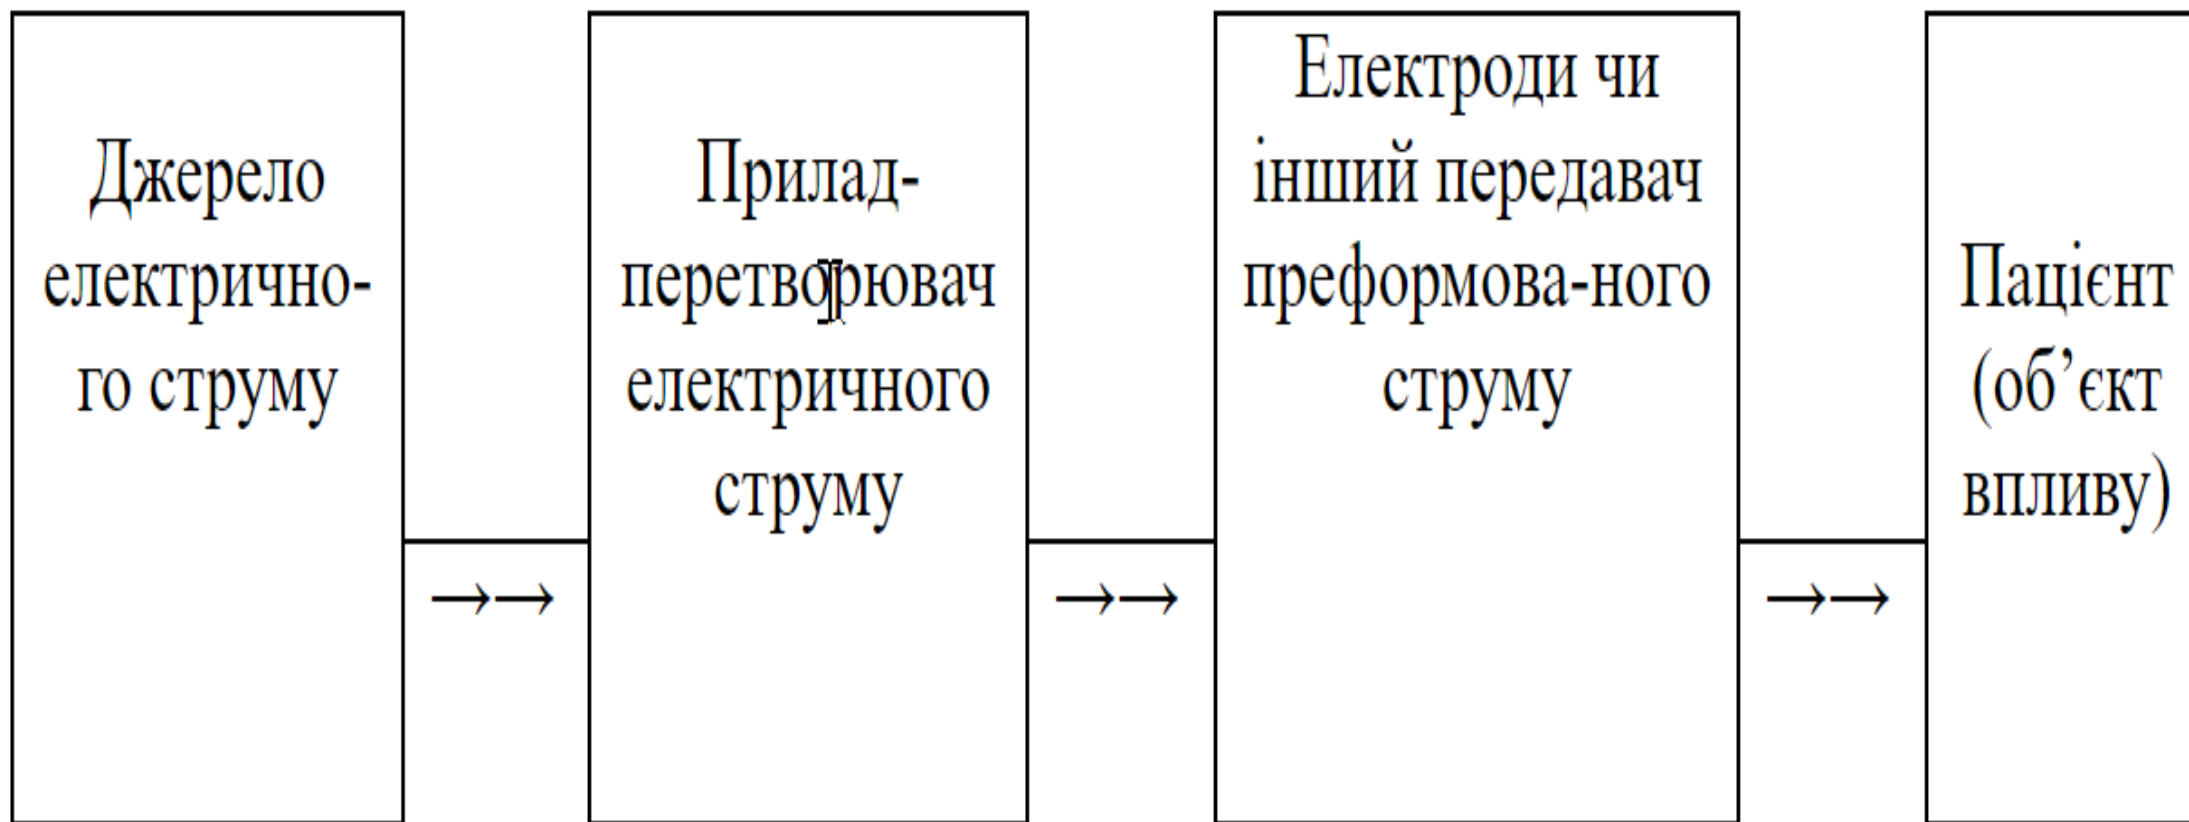 Джерело
електрично-
го струму
→→
Прилад-
перетворювач
електричного
струму
→→
Електроди чи
інший передавач
преформова-ного
струму
→→
Пацієнт
(об’єкт
впливу)